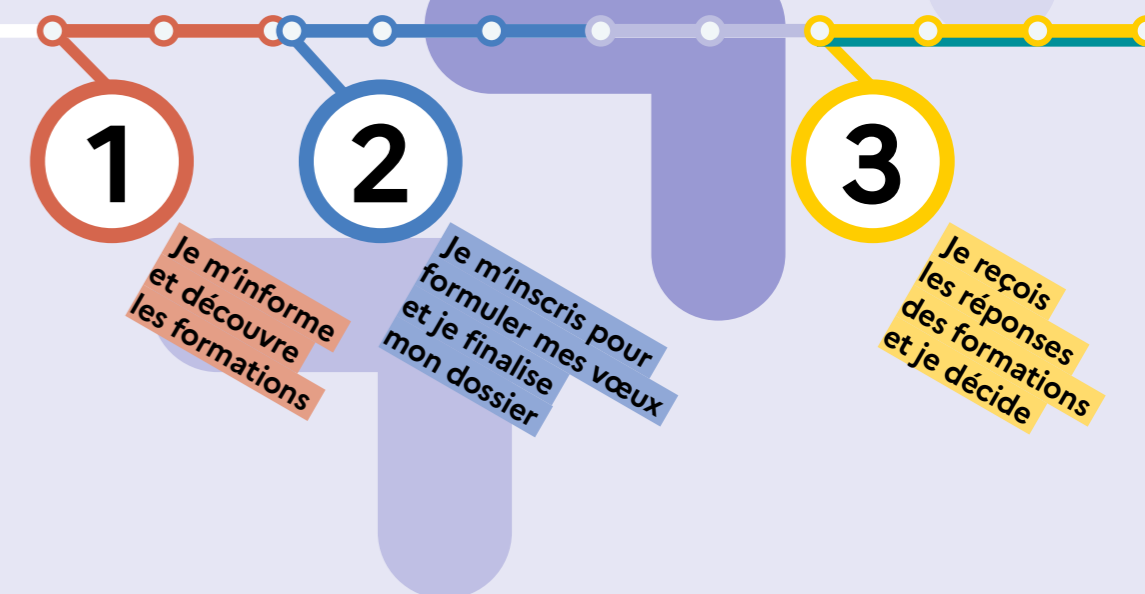 1
Je m'informe
et découvre
les formations
2
Je m'inscris pour
formuler mes vœux
et je finalise
mon dossier
3
Je reçois
les réponses
des formations
et je décide